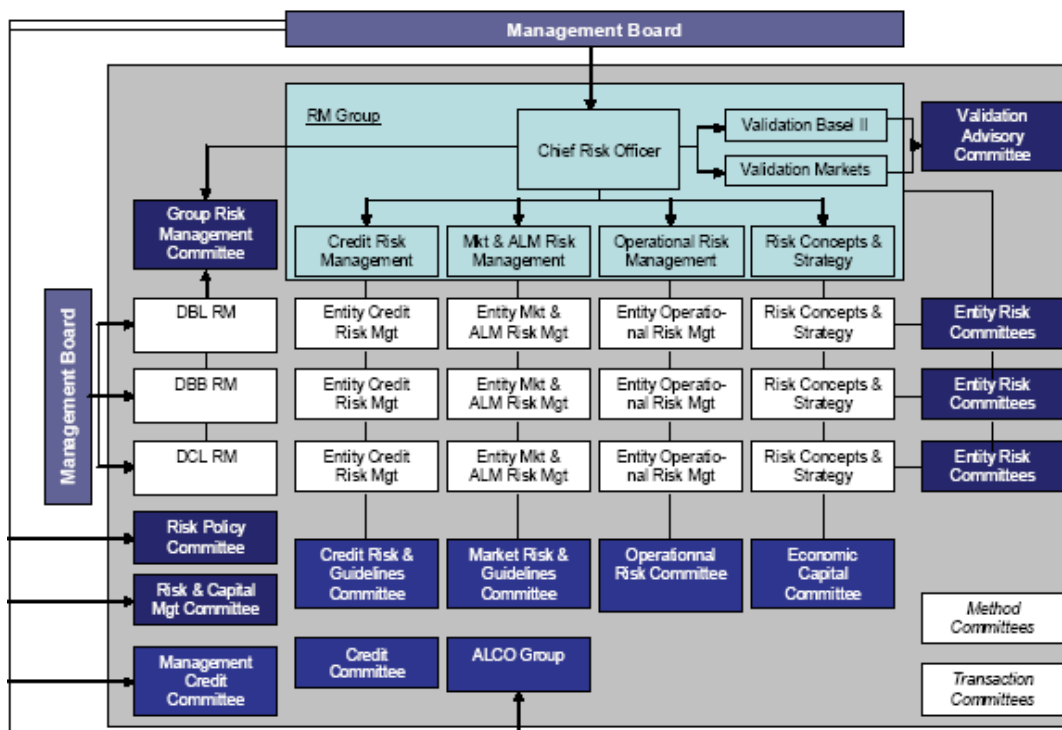 Management Board
RM Group
Chief Risk Officer
Validation Basel II
Validation Markets
Validation
Advisory
Committee
Group Risk
Management
Committee
Credit Risk
Management
Mkt & ALM Risk
Management
Operational Risk
Management
Risk Concepts &
Strategy
Management Board
DBL RM
Entity Credit
Risk Mgt
Entity Mkt &
ALM Risk Mgt
Entity Operatio-
nal Risk Mgt
Risk Concepts &
Strategy
Entity Risk
Committees
DBB RM
Entity Credit
Risk Mgt
Entity Mkt &
ALM Risk Mgt
Entity Operatio-
nal Risk Mgt
Risk Concepts &
Strategy
Entity Risk
Committees
DCL RM
Entity Credit
Risk Mgt
Entity Mkt &
ALM Risk Mgt
Entity Operatio-
nal Risk Mgt
Risk Concepts &
Strategy
Entity Risk
Committees
Risk Policy
Committee
Credit Risk &
Guidelines
Committee
Market Risk &
Guidelines
Committee
Operationnal
Risk Committee
Economic
Capital
Committee
Risk & Capital
Mgt Committee
Method
Committees
Management
Credit
Committee
Credit
Committee
ALCO Group
Transaction
Committees